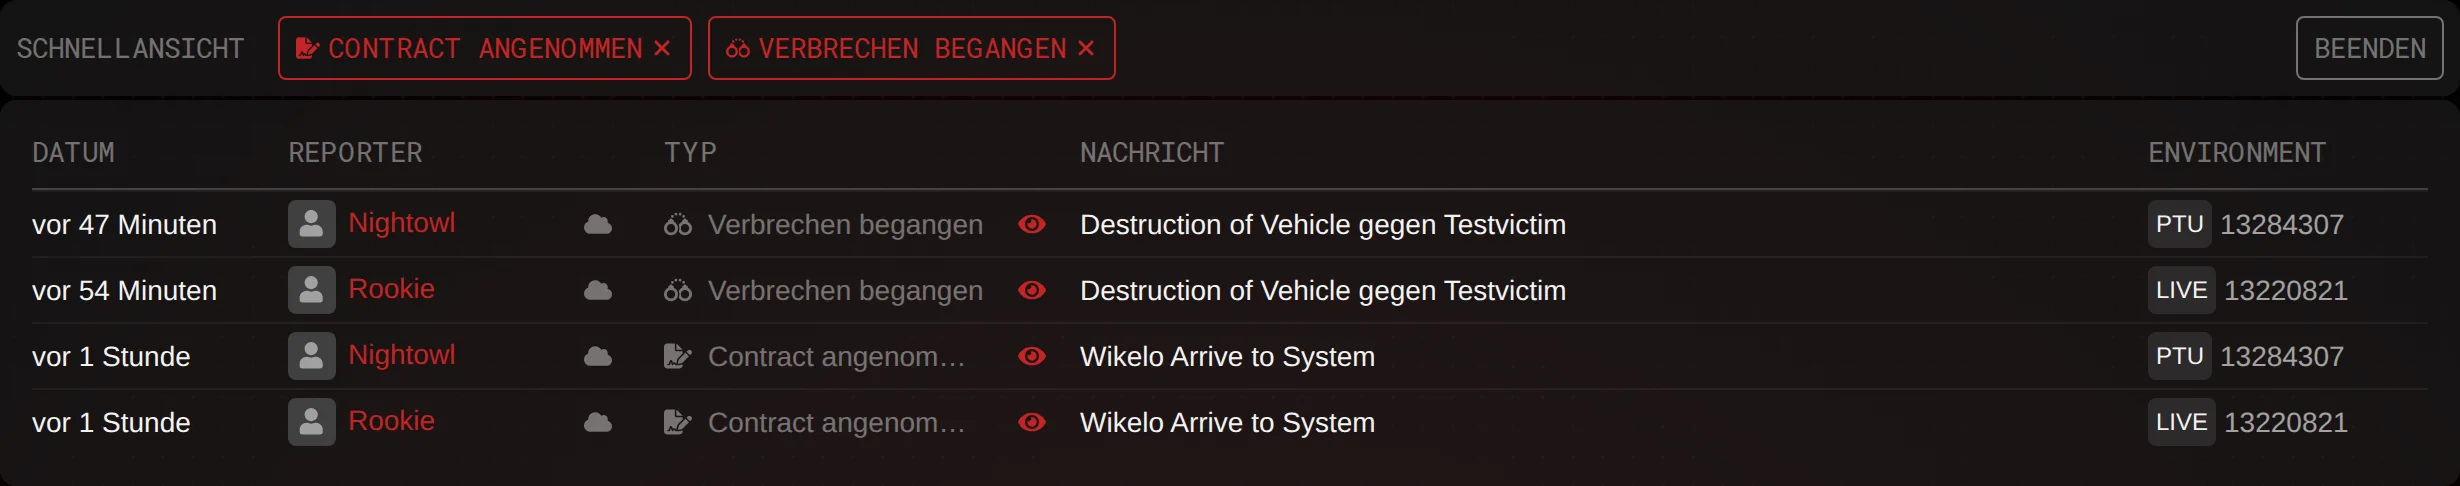 SCHNELLANSICHT CONTRACT ANGENOMMEN × VERBRECHEN BEGANGEN × BEENDEN
DATUM REPORTER TYP NACHRICHT ENVIRONMENT
vor 47 Minuten Nightowl Verbrechen begangen Destruction of Vehicle gegen Testvictim PTU 13284307
vor 54 Minuten Rookie Verbrechen begangen Destruction of Vehicle gegen Testvictim LIVE 13220821
vor 1 Stunde Nightowl Contract angenom… Wikelo Arrive to System PTU 13284307
vor 1 Stunde Rookie Contract angenom… Wikelo Arrive to System LIVE 13220821